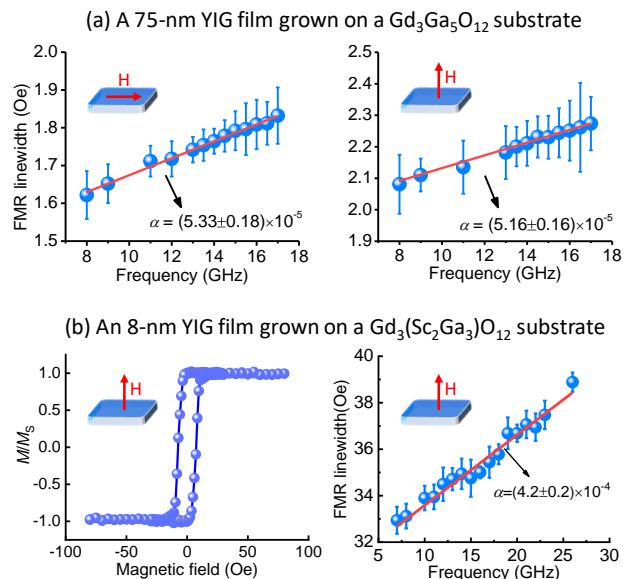 (a) A 75-nm YIG film grown on a Gd3Ga5O12 substrate
FMR linewidth (Oe)
2.0
1.9
1.8
1.7
1.6
1.5
H
α = (5.33±0.18)×10-5
8 10 12 14 16 18
Frequency (GHz)
2.5
2.4
2.3
2.2
2.1
2.0
1.9
H
α = (5.16±0.16)×10-5
8 10 12 14 16 18
Frequency (GHz)
(b) An 8-nm YIG film grown on a Gd3(Sc2Ga3)O12 substrate
M/MS
1.0
0.5
0.0
-0.5
-1.0
H
-100 -50 0 50 100
Magnetic field (Oe)
FMR linewidth(Oe)
40
38
36
34
32
H
α=(4.2±0.2)×10-4
5 10 15 20 25 30
Frequency (GHz)